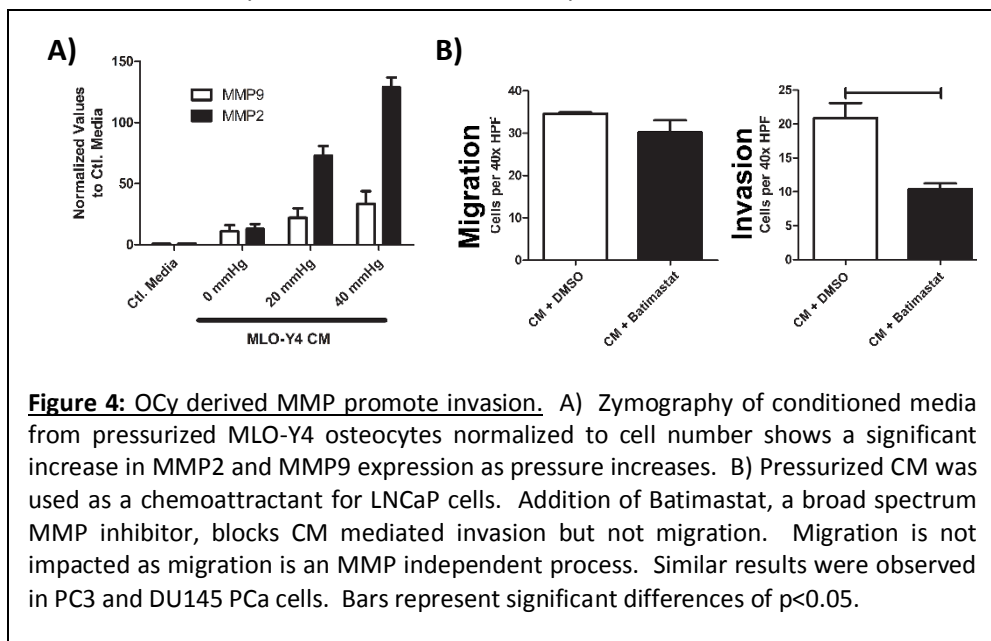 A)
B)
150
100
50
0
Normalized Values
to Ctl. Media
MMP9
MMP2
Ctl. Media
0 mmHg
20 mmHg
40 mmHg
MLO-Y4 CM
40
30
20
10
0
Migration
Cells per 40x HPF
CM + DMSO
CM + Batimastat
25
20
15
10
5
0
Invasion
Cells per 40x HPF
CM + DMSO
CM + Batimastat
Figure 4: OCy derived MMP promote invasion. A) Zymography of conditioned media
from pressurized MLO-Y4 osteocytes normalized to cell number shows a significant
increase in MMP2 and MMP9 expression as pressure increases. B) Pressurized CM was
used as a chemoattractant for LNCaP cells. Addition of Batimastat, a broad spectrum
MMP inhibitor, blocks CM mediated invasion but not migration. Migration is not
impacted as migration is an MMP independent process. Similar results were observed
in PC3 and DU145 PCa cells. Bars represent significant differences of p<0.05.